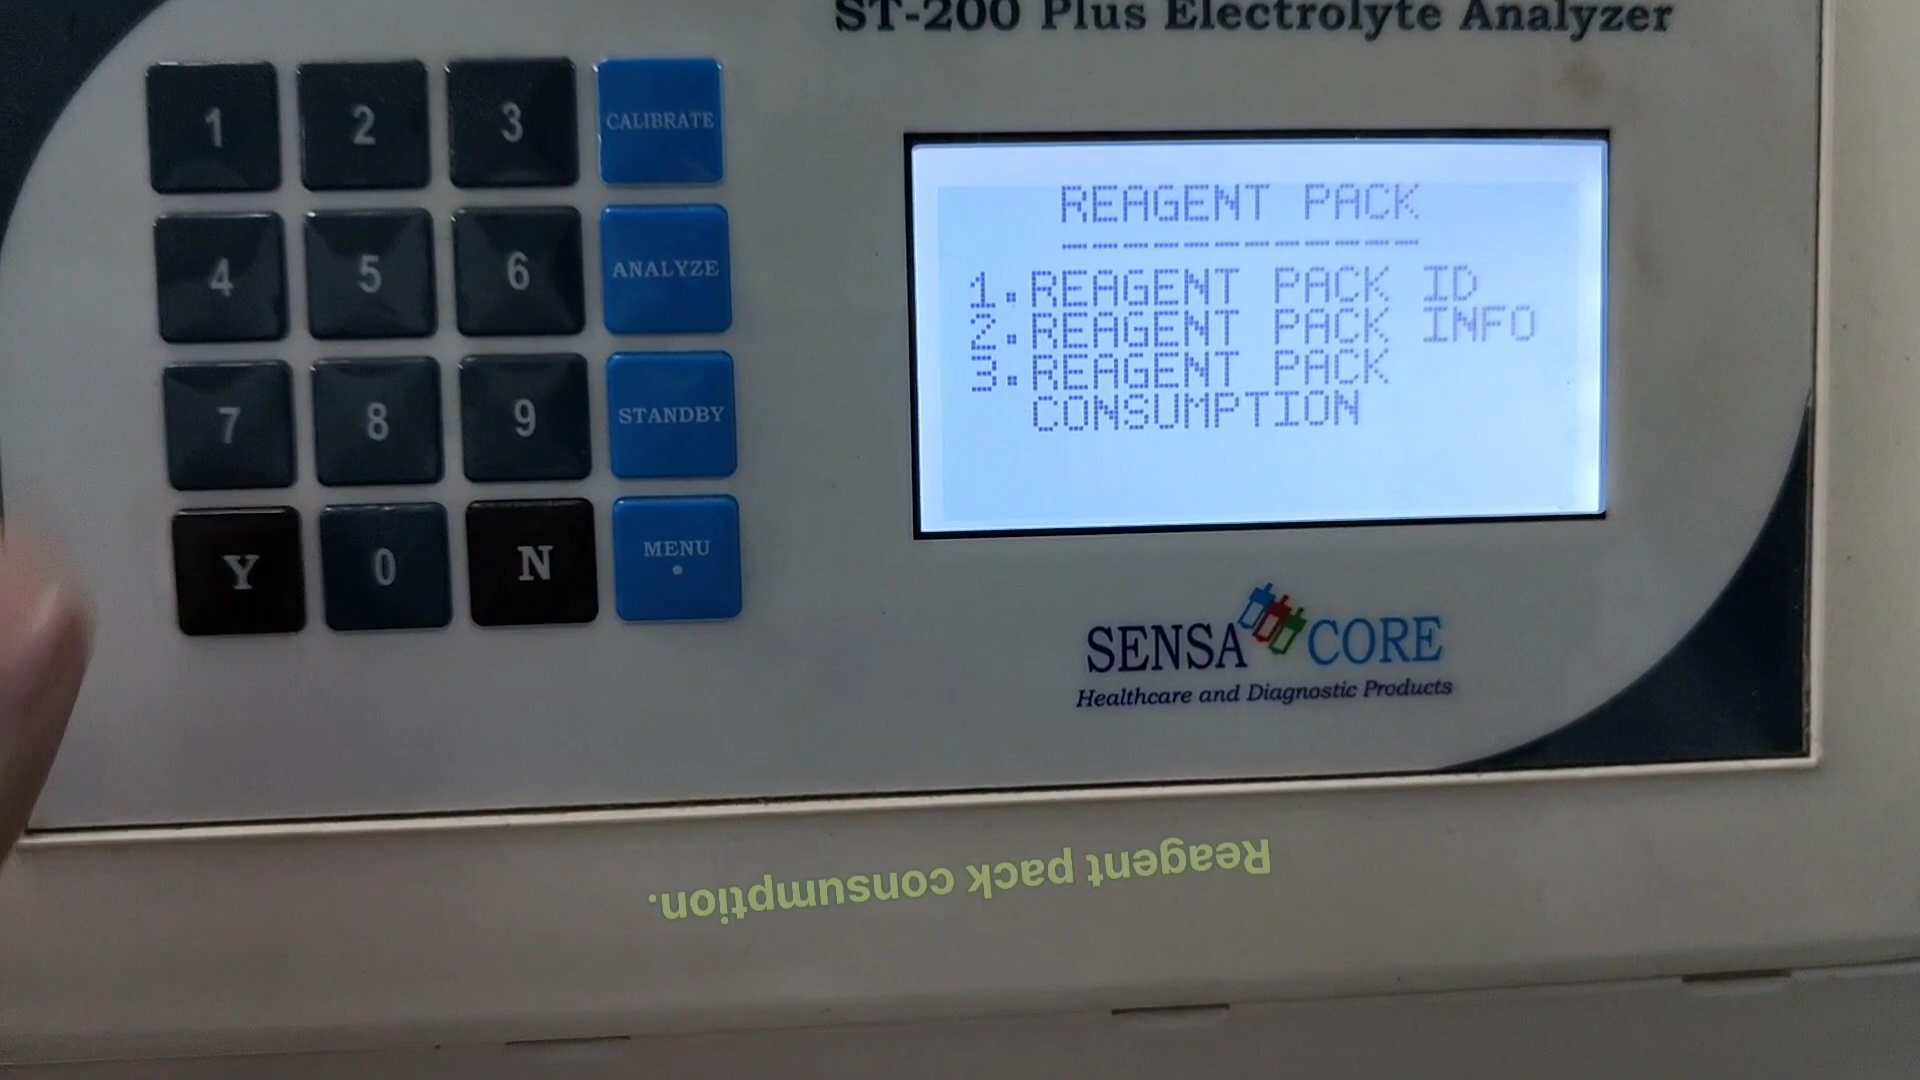 ST-200 Plus Electrolyte Analyzer
1 2 3 CALIBRATE
4 5 6 ANALYZE
7 8 9 STANDBY
Y 0 N MENU
REAGENT PACK
------------
1.REAGENT PACK ID
2.REAGENT PACK INFO
3.REAGENT PACK
CONSUMPTION
SENSA CORE
Healthcare and Diagnostic Products
Reagent pack consumption.